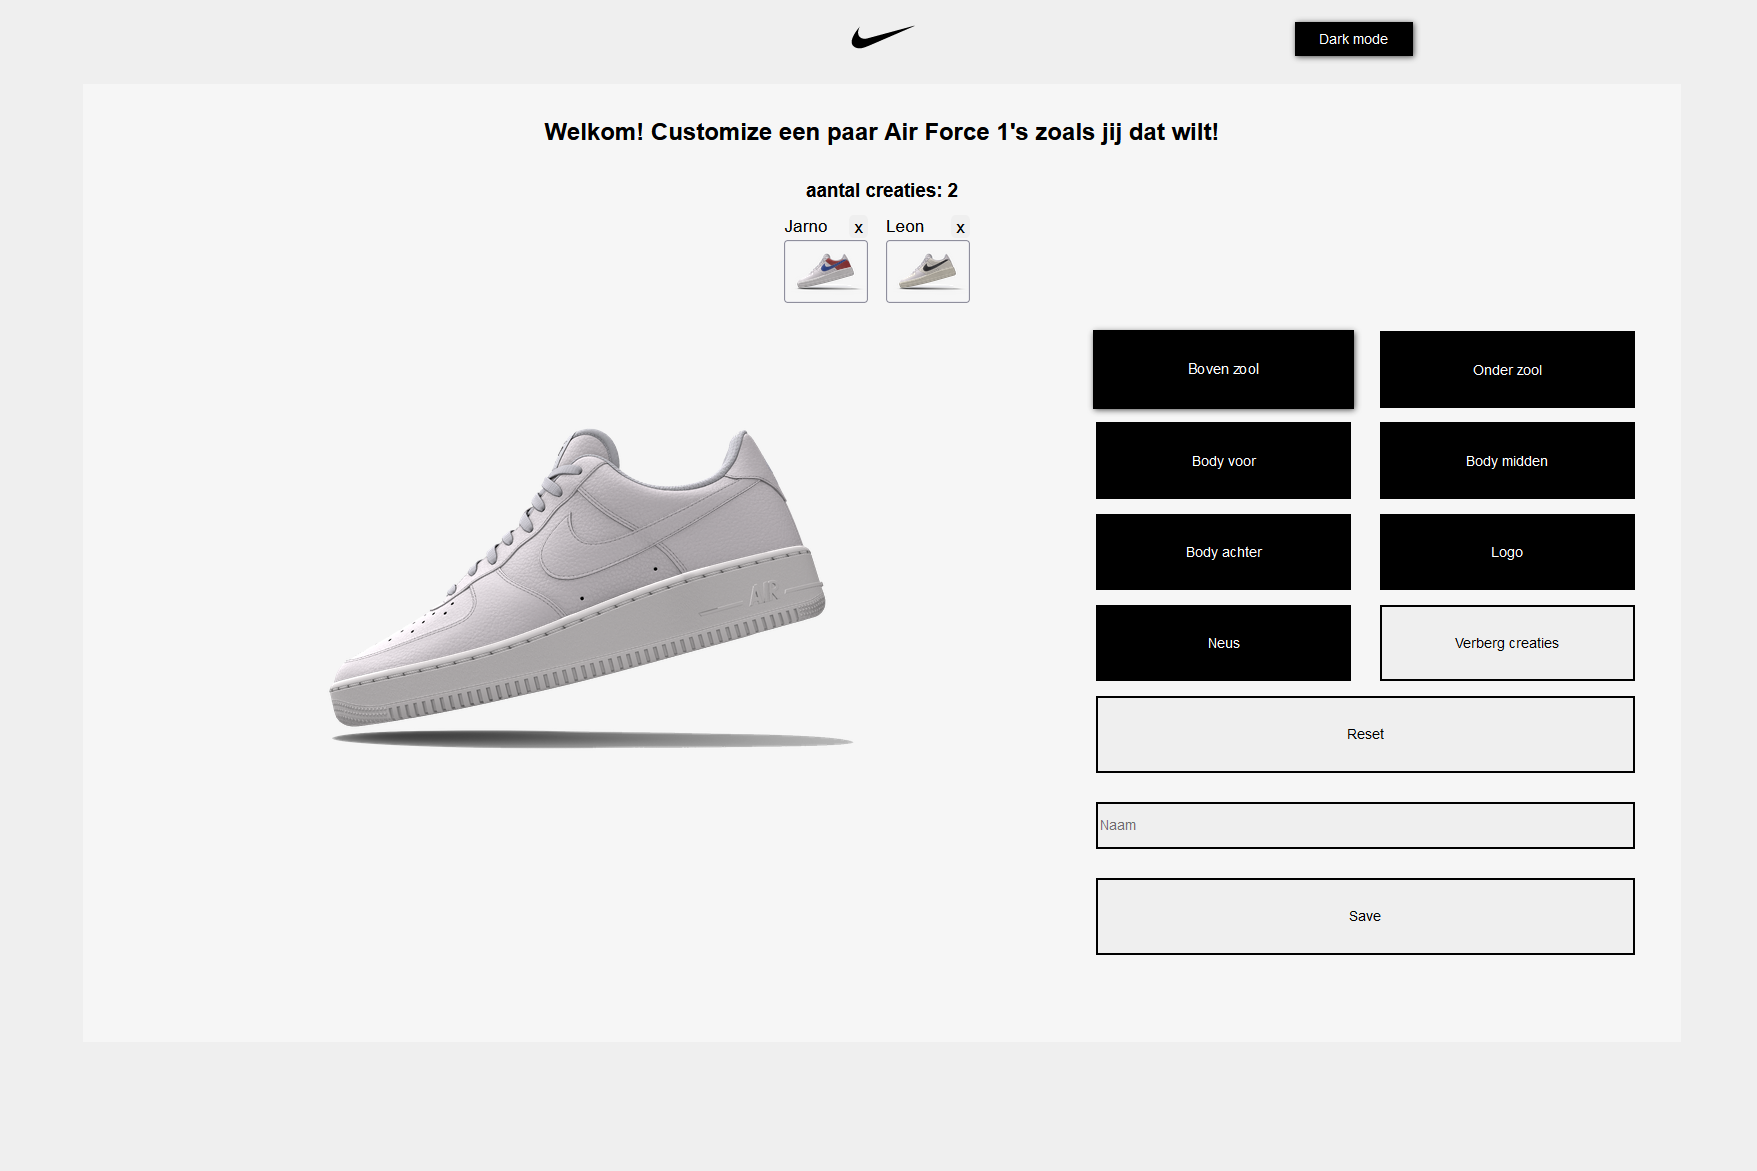 Dark mode
Welkom! Customize een paar Air Force 1's zoals jij dat wilt!
aantal creaties: 2
Jarno x Leon x
Boven zool Onder zool
Body voor Body midden
Body achter Logo
AIR
Neus Verberg creaties
Reset
Naam
Save